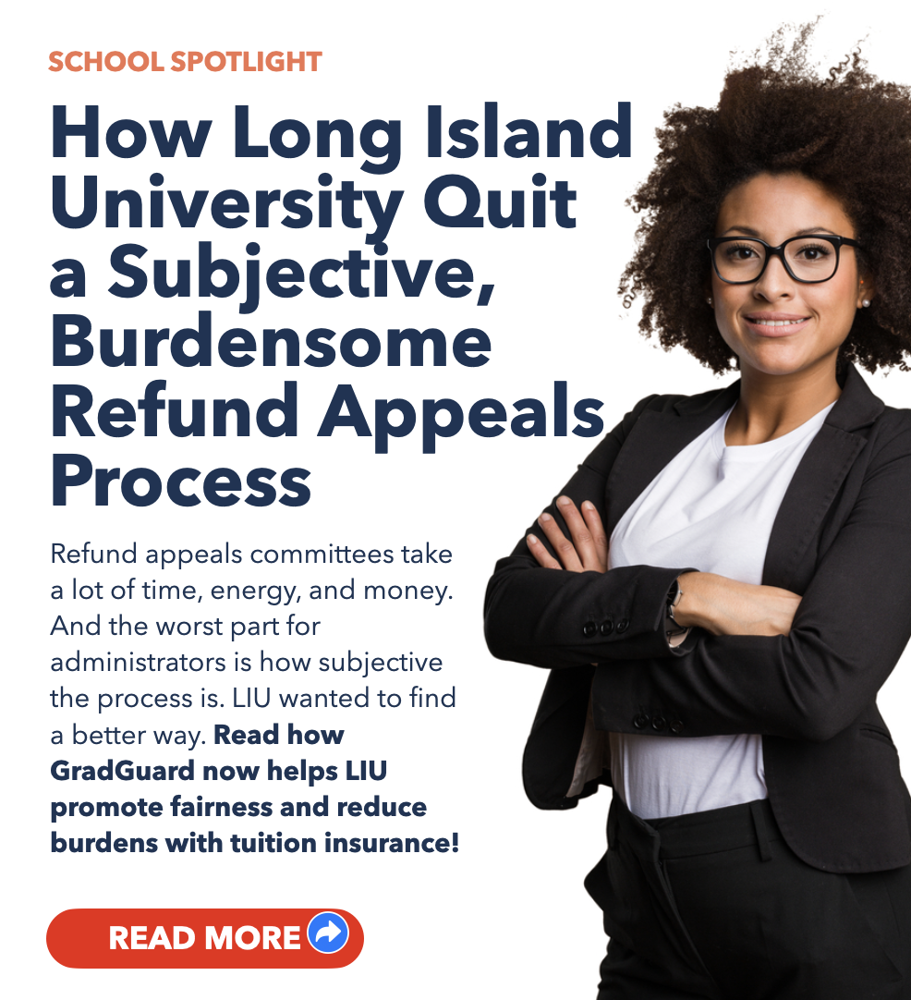 SCHOOL SPOTLIGHT
How Long Island
University Quit
a Subjective,
Burdensome
Refund Appeals
Process
Refund appeals committees take
a lot of time, energy, and money.
And the worst part for
administrators is how subjective
the process is. LIU wanted to find
a better way. Read how
GradGuard now helps LIU
promote fairness and reduce
burdens with tuition insurance!
READ MORE